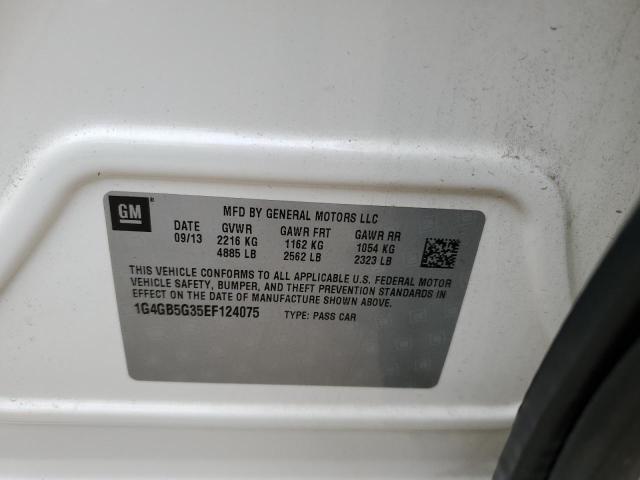 GM
MFD BY GENERAL MOTORS LLC
DATE GVWR GAWR FRT GAWR RR
09/13 2216 KG 1162 KG 1054 KG
4885 LB 2562 LB 2323 LB
THIS VEHICLE CONFORMS TO ALL APPLICABLE U.S. FEDERAL MOTOR
VEHICLE SAFETY, BUMPER, AND THEFT PREVENTION STANDARDS IN
EFFECT ON THE DATE OF MANUFACTURE SHOWN ABOVE.
1G4GB5G35EF124075 TYPE: PASS CAR